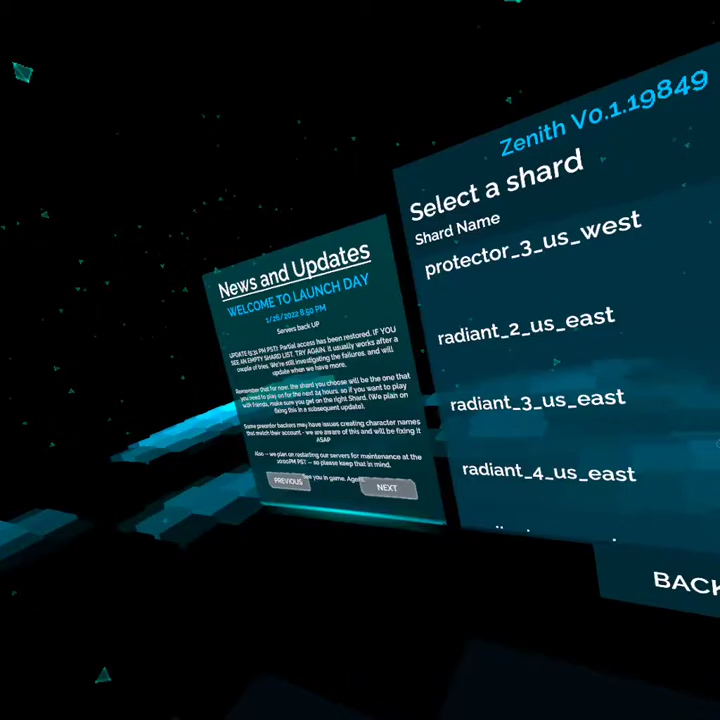 News and Updates
WELCOME TO LAUNCH DAY
1/26/2022 8:50 PM
Servers back UP
UPDATE (9:31 PM PST): Partial access has been restored. IF YOU
SEE AN EMPTY SHARD LIST, TRY AGAIN. It usually works after a
couple of tries. We're still investigating the failures, and will
update when we have more.
Remember that for now, the shard you choose will be the one that
you need to play on for the next 24 hours, so if you want to play
with friends, make sure you get on the right Shard. (We plan on
fixing this in a subsequent update).
Some preorder backers may have issues creating character names
that match their account - we are aware of this and will be fixing it
ASAP
Also -- we plan on restarting our servers for maintenance at the
10:00PM PST -- so please keep that in mind.
you in game,
PREVIOUS
NEXT
Zenith V0.1.19849
Select a shard
Shard Name
protector_3_us_west
radiant_2_us_east
radiant_3_us_east
radiant_4_us_east
BACK